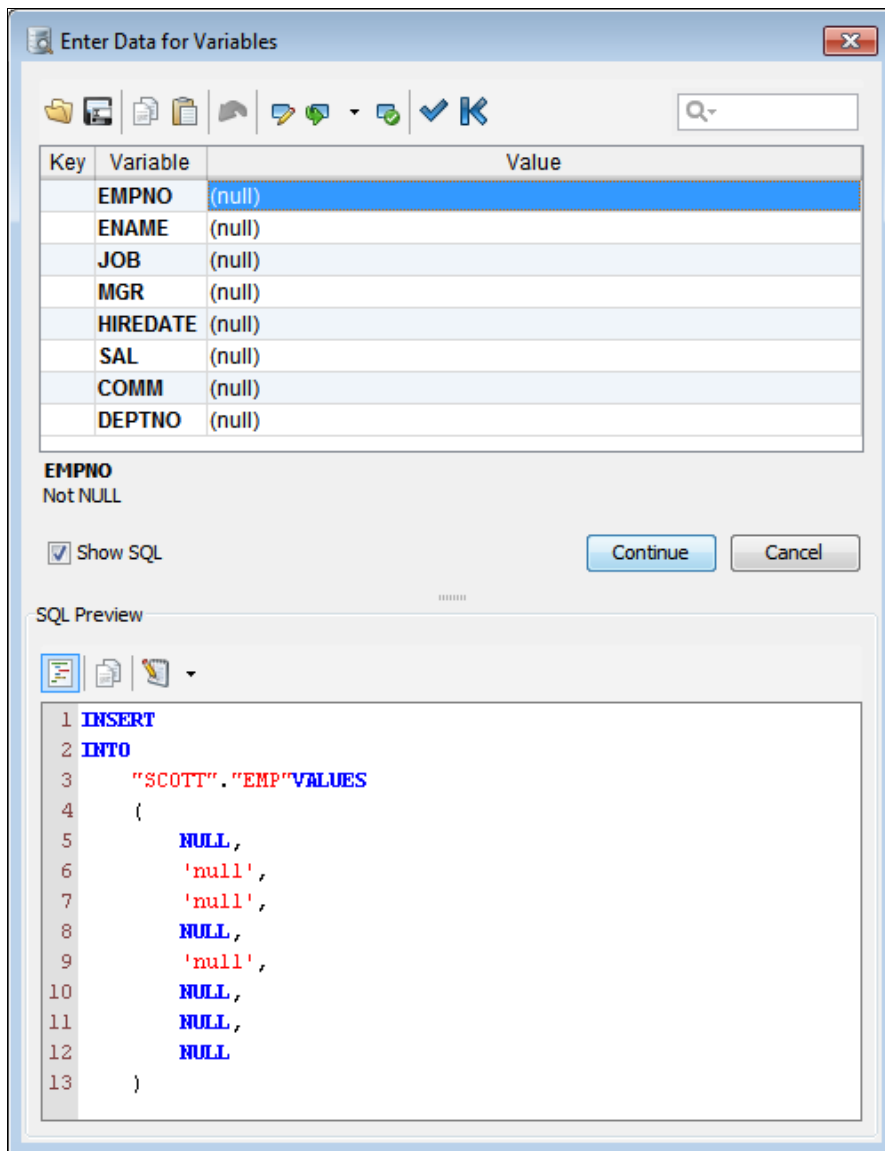 Enter Data for Variables
Key Variable Value
EMPNO (null)
ENAME (null)
JOB (null)
MGR (null)
HIREDATE (null)
SAL (null)
COMM (null)
DEPTNO (null)
EMPNO
Not NULL
Show SQL Continue Cancel
SQL Preview
1 INSERT
2 INTO
3 "SCOTT"."EMP"VALUES
4 (
5 NULL,
6 'null',
7 'null',
8 NULL,
9 'null',
10 NULL,
11 NULL,
12 NULL
13 )